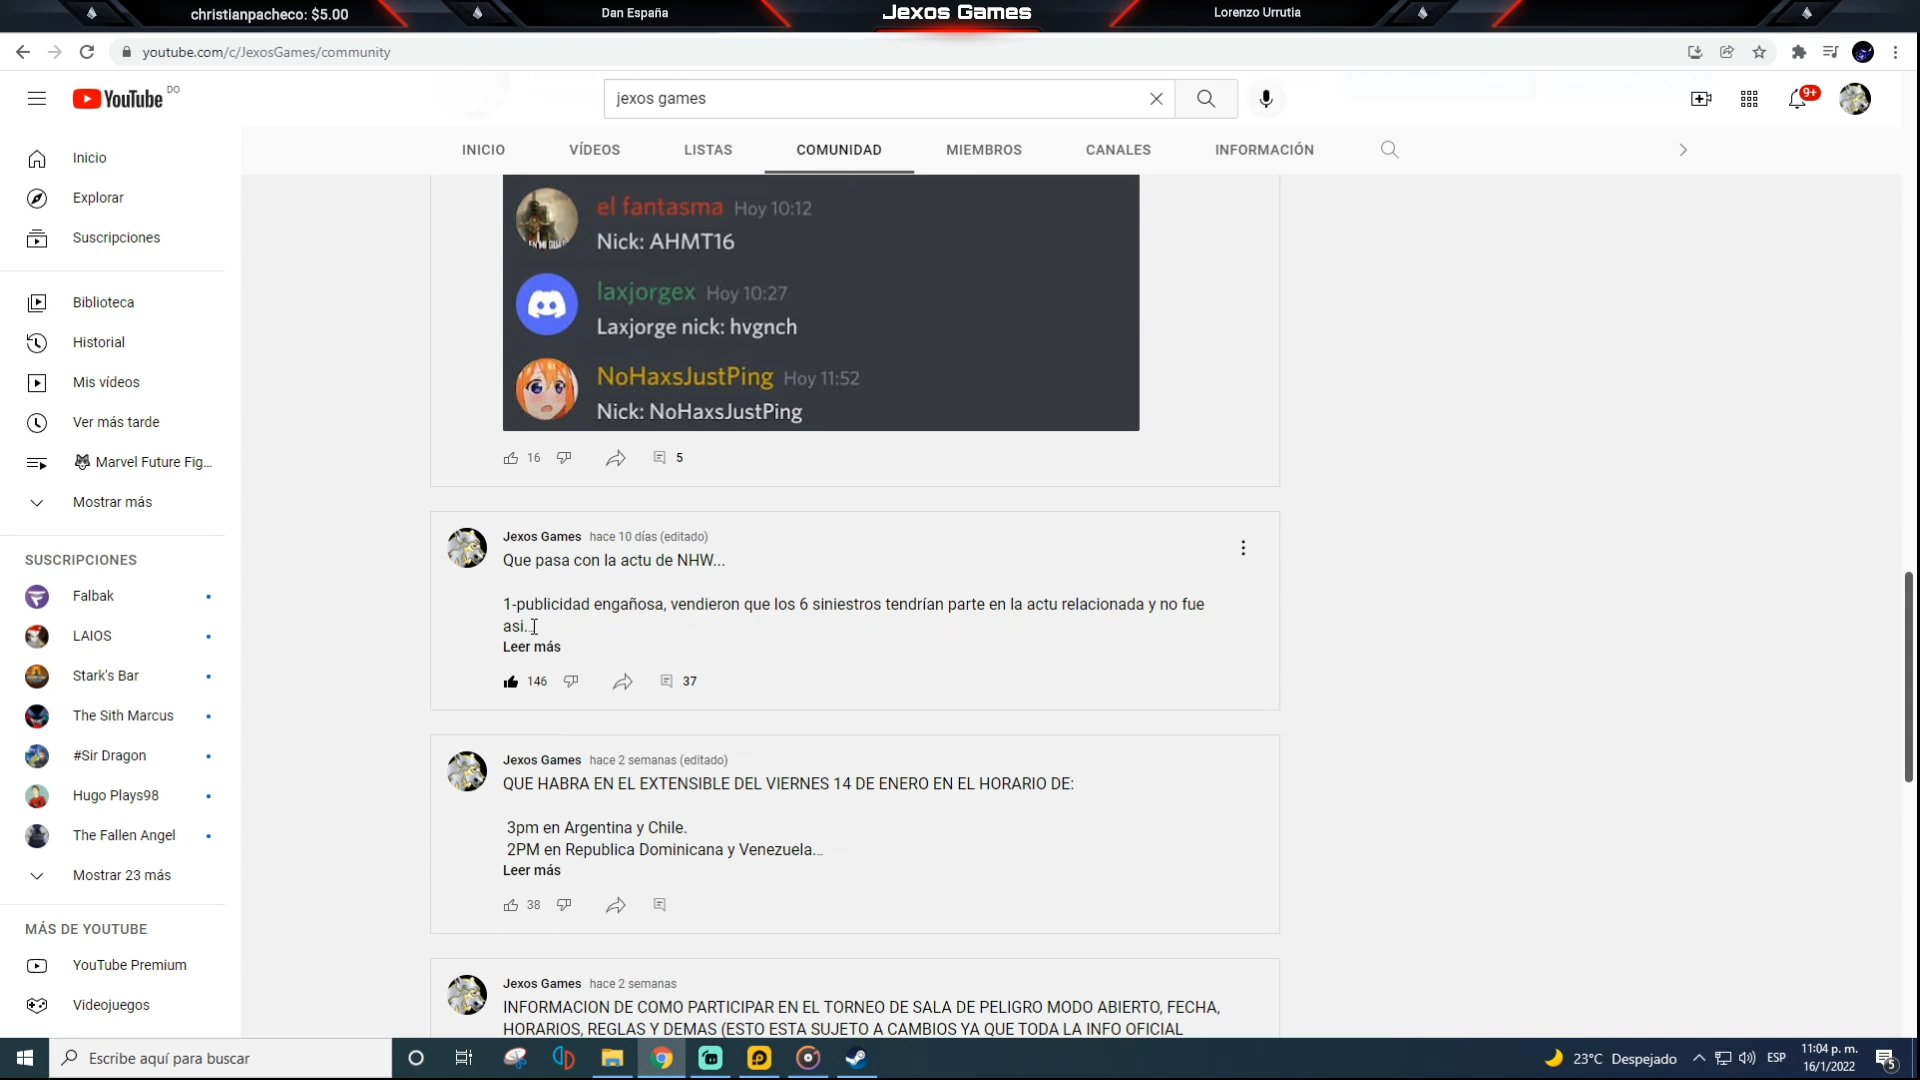 christianpacheco: $5.00
Dan España
Jexos Games
Lorenzo Urrutia
youtube.com/c/JexosGames/community
YouTube DO
jexos games
9+
INICIO
VÍDEOS
LISTAS
COMUNIDAD
MIEMBROS
CANALES
INFORMACIÓN
Inicio
Explorar
Suscripciones
Biblioteca
Historial
Mis vídeos
Ver más tarde
Marvel Future Fig...
Mostrar más
SUSCRIPCIONES
Falbak
LAIOS
Stark's Bar
The Sith Marcus
#Sir Dragon
Hugo Plays98
The Fallen Angel
Mostrar 23 más
MÁS DE YOUTUBE
YouTube Premium
Videojuegos
el fantasma Hoy 10:12
Nick: AHMT16
laxjorgex Hoy 10:27
Laxjorge nick: hvgnch
NoHaxsJustPing Hoy 11:52
Nick: NoHaxsJustPing
16
5
Jexos Games hace 10 días (editado)
Que pasa con la actu de NHW...
1-publicidad engañosa, vendieron que los 6 siniestros tendrían parte en la actu relacionada y no fue
asi...
Leer más
146
37
Jexos Games hace 2 semanas (editado)
QUE HABRA EN EL EXTENSIBLE DEL VIERNES 14 DE ENERO EN EL HORARIO DE:
3pm en Argentina y Chile.
2PM en Republica Dominicana y Venezuela...
Leer más
38
Jexos Games hace 2 semanas
INFORMACION DE COMO PARTICIPAR EN EL TORNEO DE SALA DE PELIGRO MODO ABIERTO, FECHA,
HORARIOS, REGLAS Y DEMAS (ESTO ESTA SUJETO A CAMBIOS YA QUE TODA LA INFO OFICIAL
Escribe aquí para buscar
23°C Despejado
ESP
11:04 p. m.
16/1/2022
5